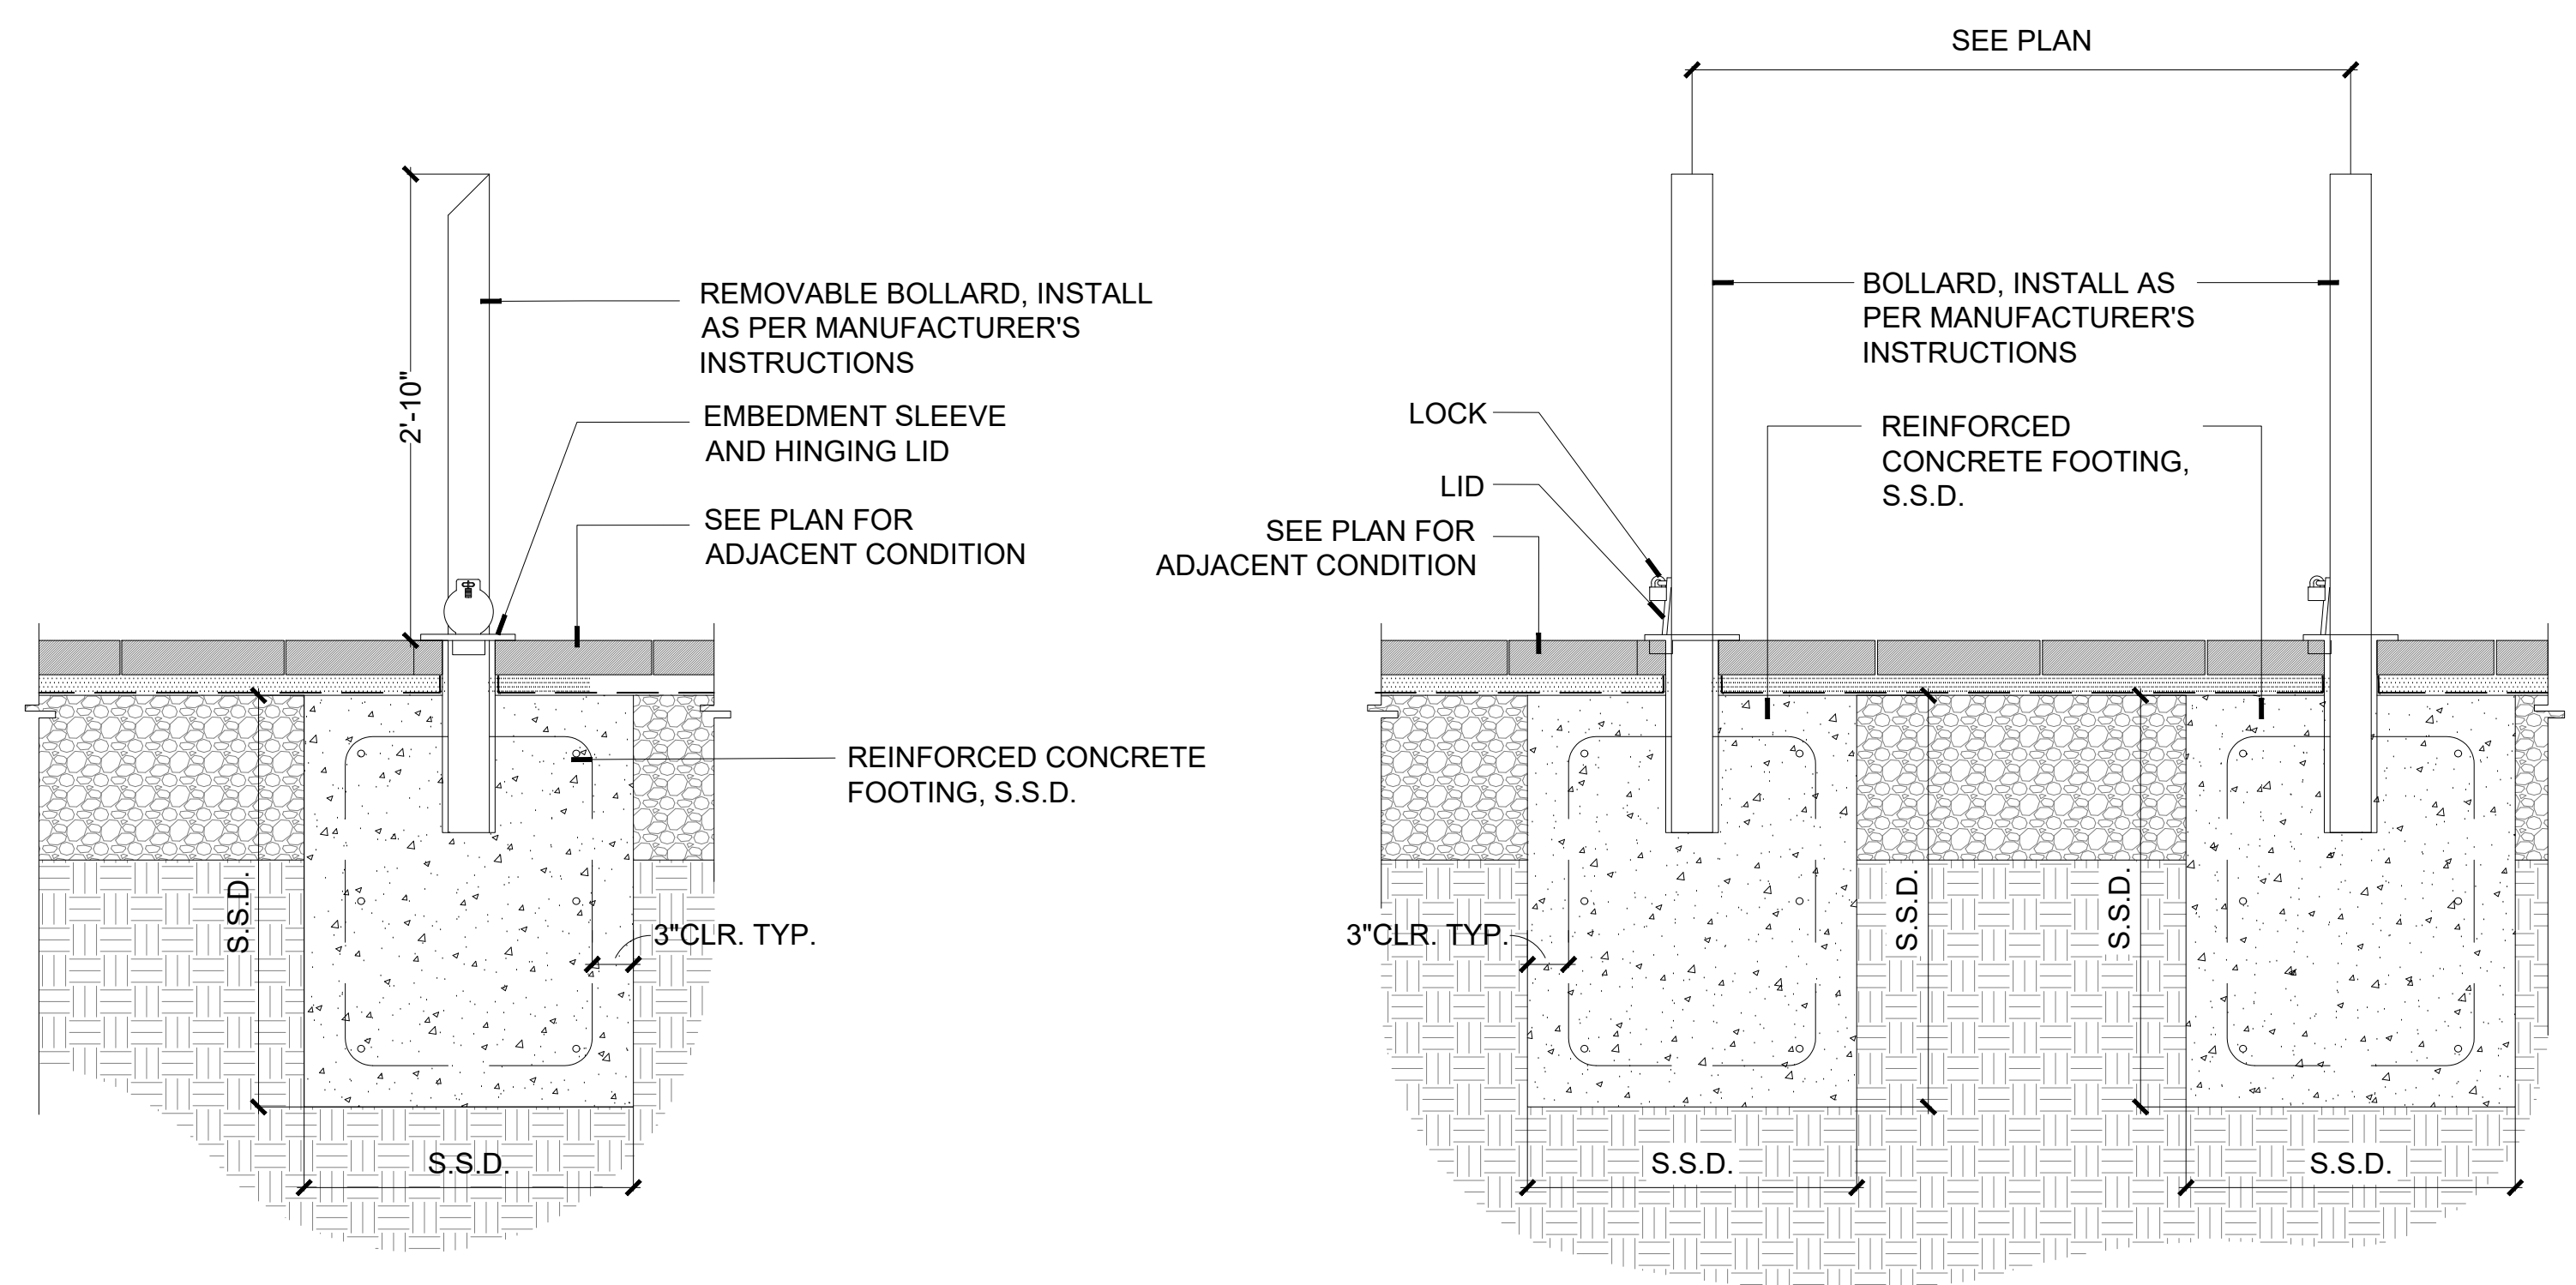 SEE PLAN
2'-10"
REMOVABLE BOLLARD, INSTALL
AS PER MANUFACTURER'S
INSTRUCTIONS
EMBEDMENT SLEEVE
AND HINGING LID
SEE PLAN FOR
ADJACENT CONDITION
REINFORCED CONCRETE
FOOTING, S.S.D.
S.S.D.
3"CLR. TYP.
S.S.D.
BOLLARD, INSTALL AS
PER MANUFACTURER'S
INSTRUCTIONS
LOCK
LID
SEE PLAN FOR
ADJACENT CONDITION
REINFORCED
CONCRETE FOOTING,
S.S.D.
3"CLR. TYP.
S.S.D.
S.S.D.
S.S.D.
S.S.D.